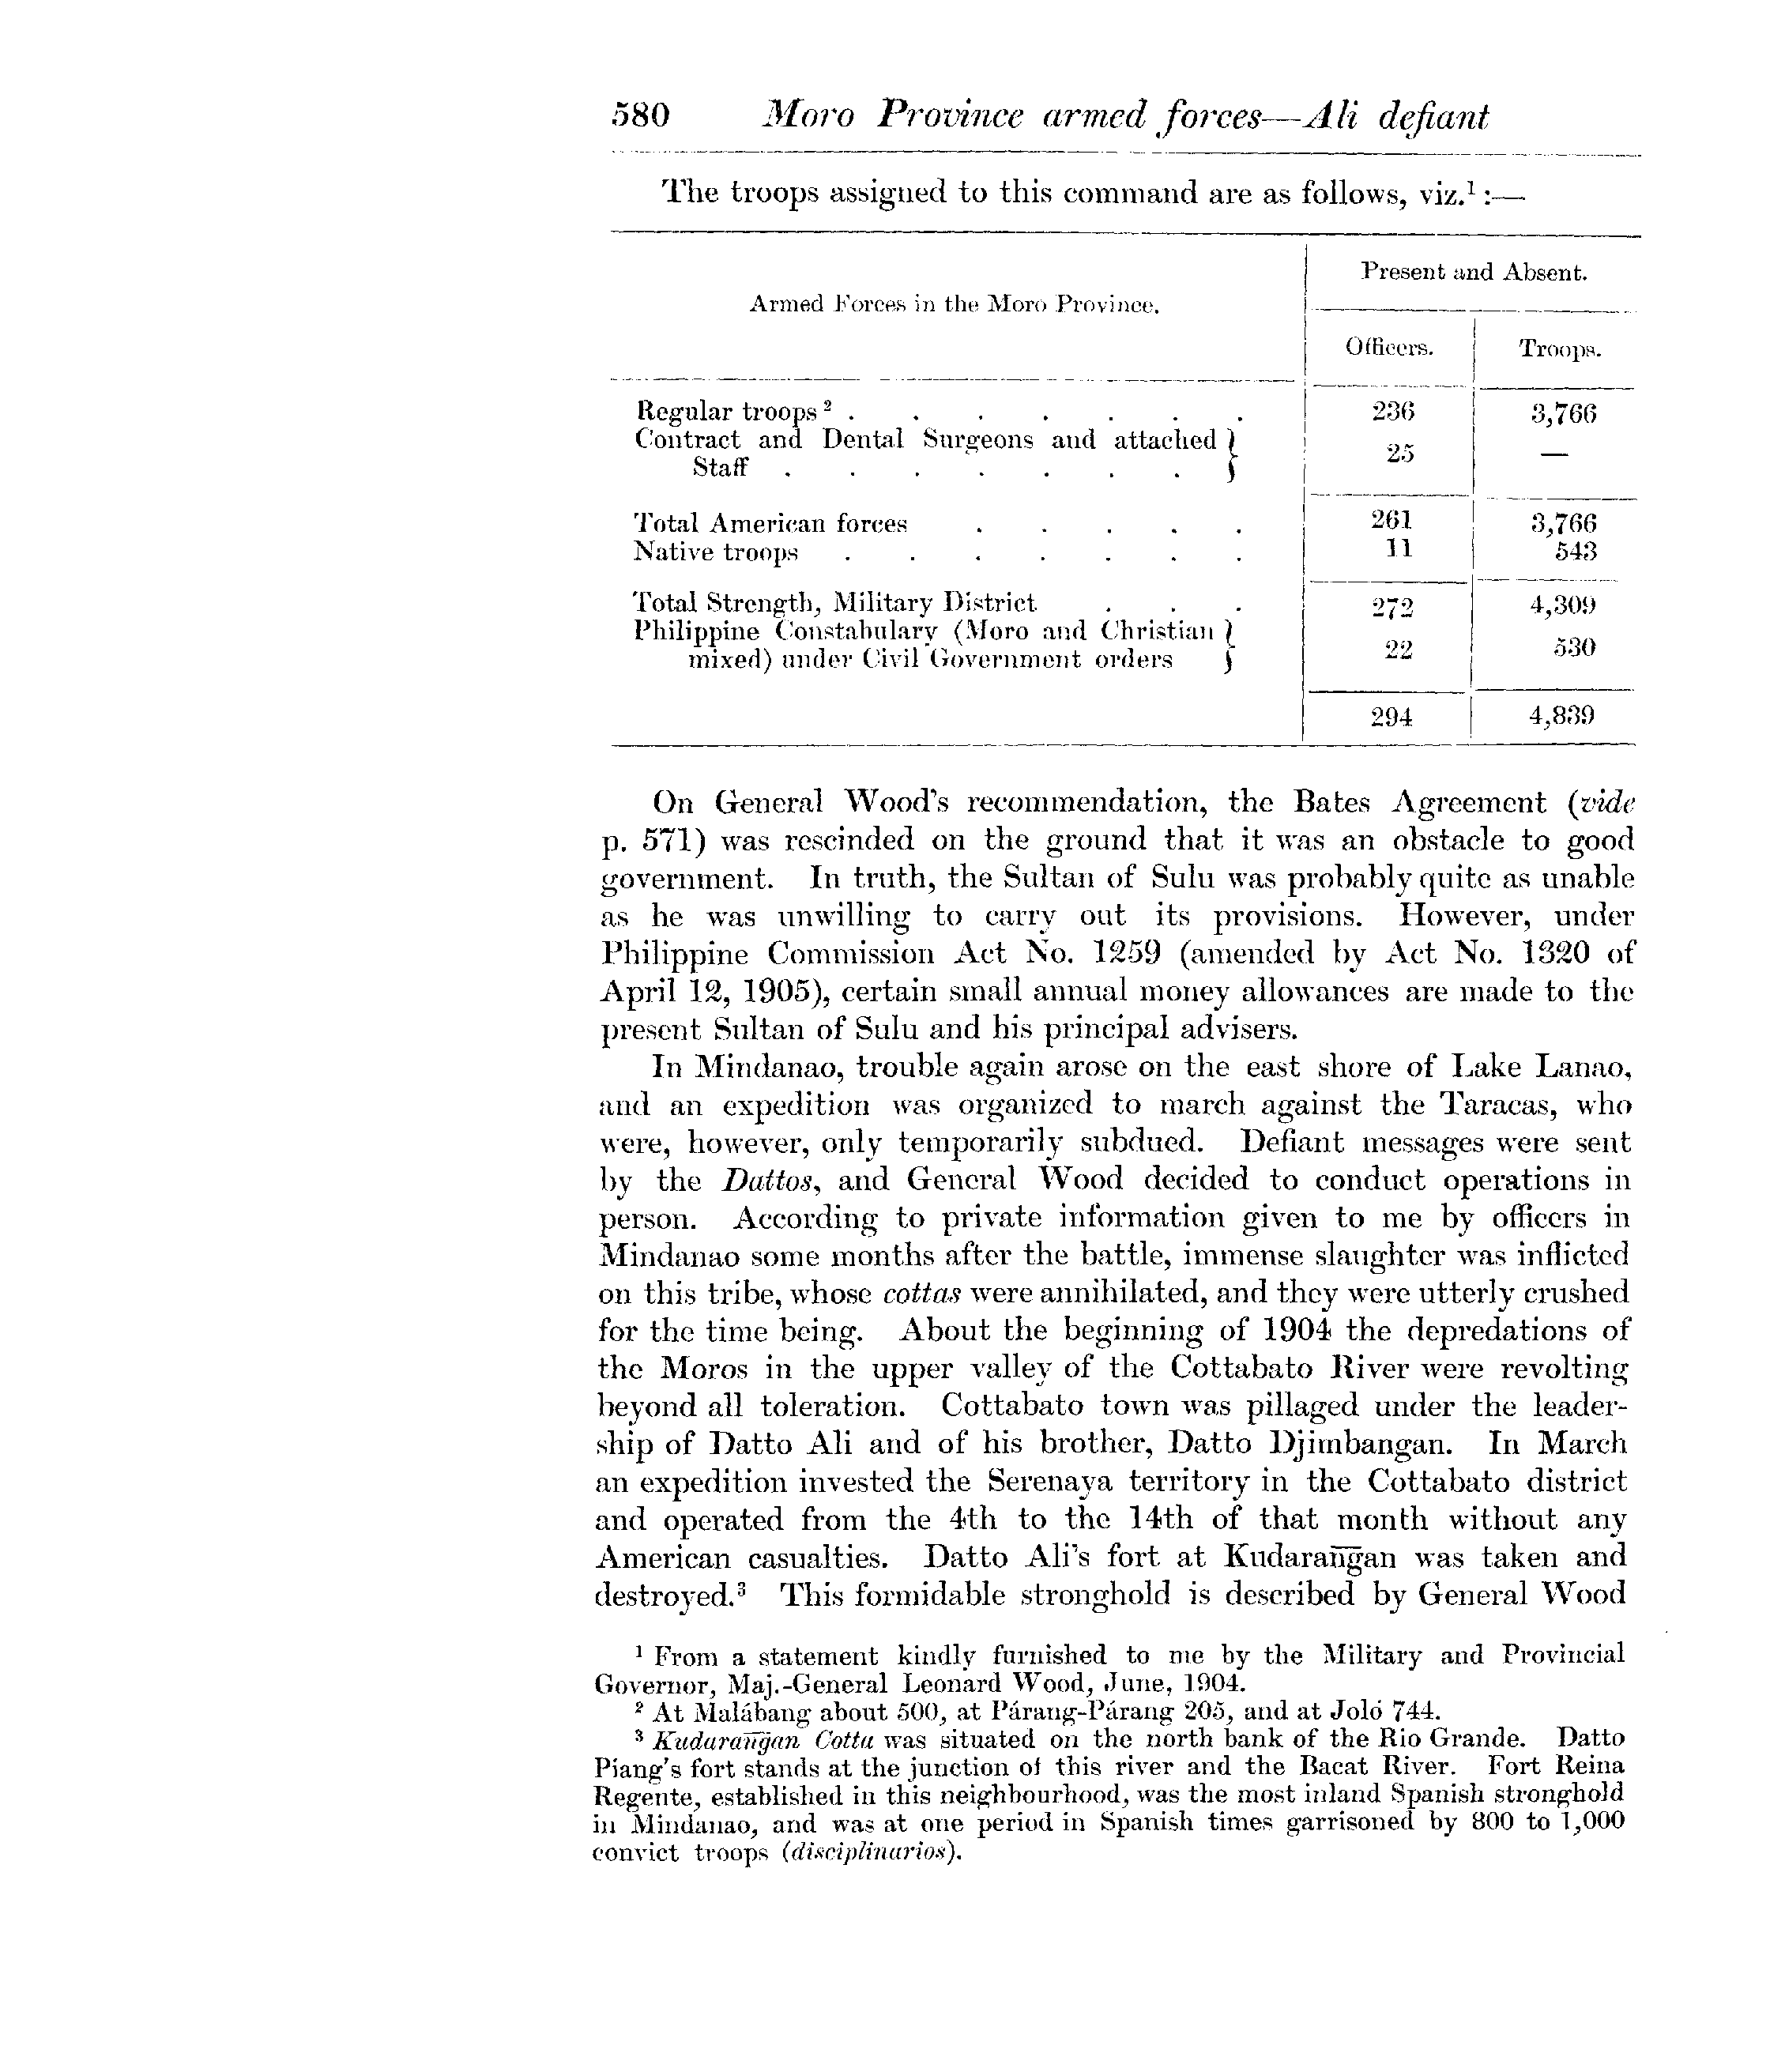 580 Moro Province armed forces—Ali defiant
The troops assigned to this command are as follows, viz.¹ :—
Present and Absent.
Armed Forces in the Moro Province.
Officers. Troops.
Regular troops ² . . . . . . . 236 3,766
Contract and Dental Surgeons and attached }
Staff . . . . . . . } 25 —
Total American forces . . . . . 261 3,766
Native troops . . . . . . . 11 543
Total Strength, Military District . . . 272 4,309
Philippine Constabulary (Moro and Christian }
mixed) under Civil Government orders } 22 530
294 4,839
On General Wood's recommendation, the Bates Agreement (vide
p. 571) was rescinded on the ground that it was an obstacle to good
government. In truth, the Sultan of Sulu was probably quite as unable
as he was unwilling to carry out its provisions. However, under
Philippine Commission Act No. 1259 (amended by Act No. 1320 of
April 12, 1905), certain small annual money allowances are made to the
present Sultan of Sulu and his principal advisers.
In Mindanao, trouble again arose on the east shore of Lake Lanao,
and an expedition was organized to march against the Taracas, who
were, however, only temporarily subdued. Defiant messages were sent
by the Dattos, and General Wood decided to conduct operations in
person. According to private information given to me by officers in
Mindanao some months after the battle, immense slaughter was inflicted
on this tribe, whose cottas were annihilated, and they were utterly crushed
for the time being. About the beginning of 1904 the depredations of
the Moros in the upper valley of the Cottabato River were revolting
beyond all toleration. Cottabato town was pillaged under the leader-
ship of Datto Ali and of his brother, Datto Djimbangan. In March
an expedition invested the Serenaya territory in the Cottabato district
and operated from the 4th to the 14th of that month without any
American casualties. Datto Ali's fort at Kudaran͠gan was taken and
destroyed.³ This formidable stronghold is described by General Wood
¹ From a statement kindly furnished to me by the Military and Provincial
Governor, Maj.-General Leonard Wood, June, 1904.
² At Malábang about 500, at Párang-Párang 205, and at Joló 744.
³ Kudaran͠gan Cotta was situated on the north bank of the Rio Grande. Datto
Piang's fort stands at the junction of this river and the Bacat River. Fort Reina
Regente, established in this neighbourhood, was the most inland Spanish stronghold
in Mindanao, and was at one period in Spanish times garrisoned by 800 to 1,000
convict troops (disciplinarios).